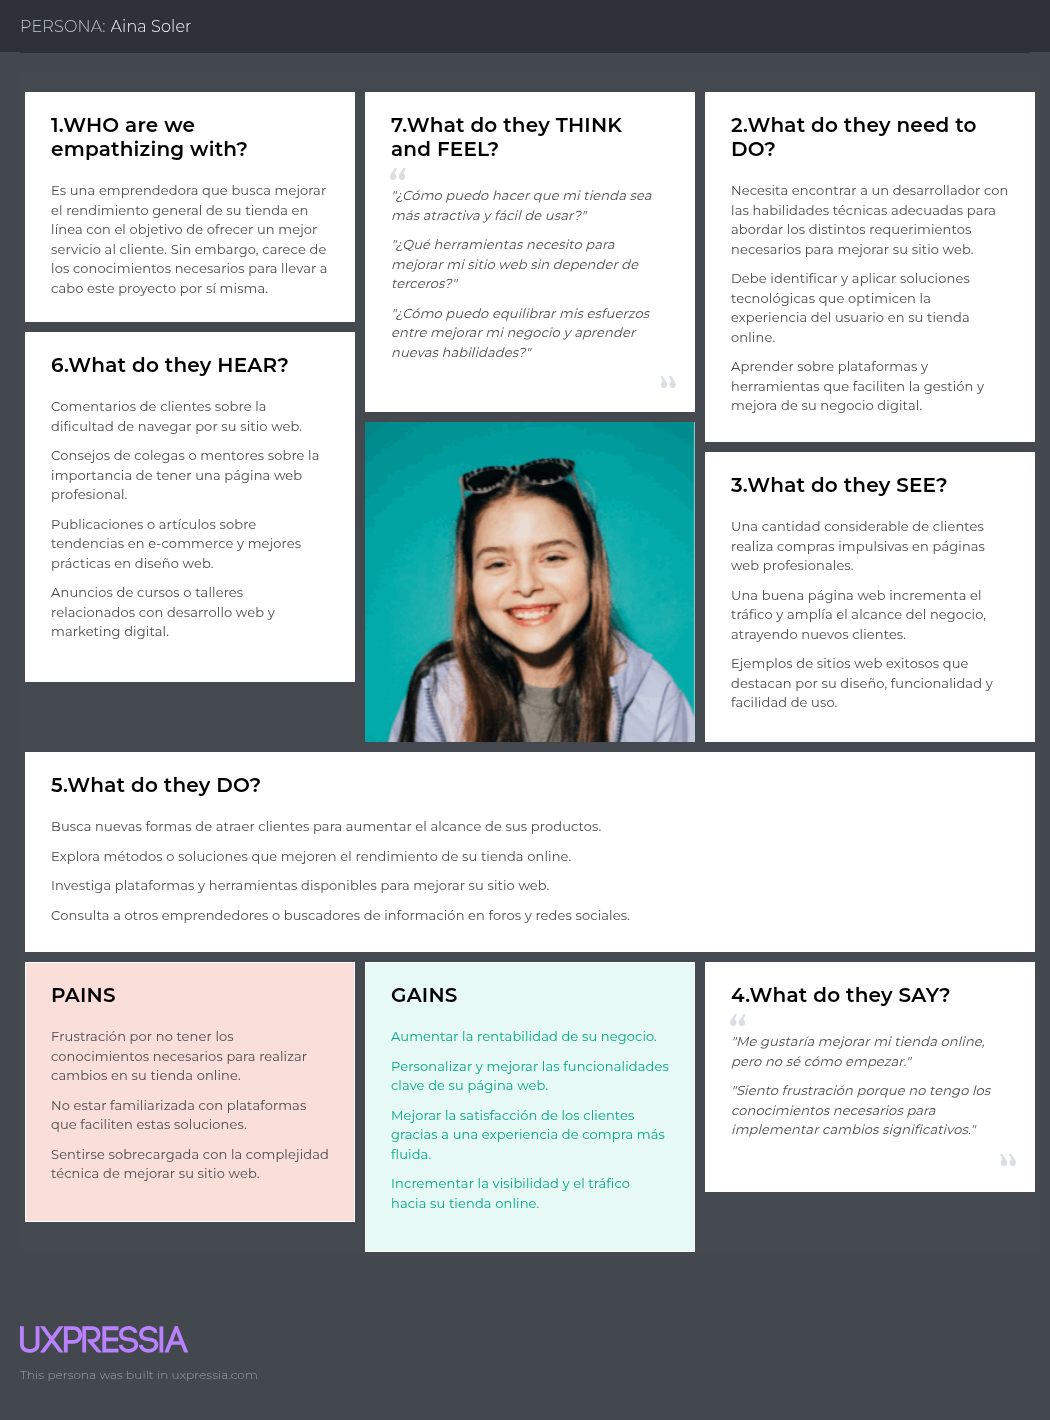 PERSONA: Aina Soler
1.WHO are we
empathizing with?
Es una emprendedora que busca mejorar
el rendimiento general de su tienda en
línea con el objetivo de ofrecer un mejor
servicio al cliente. Sin embargo, carece de
los conocimientos necesarios para llevar a
cabo este proyecto por sí misma.
7.What do they THINK
and FEEL?
“
"¿Cómo puedo hacer que mi tienda sea
más atractiva y fácil de usar?"
"¿Qué herramientas necesito para
mejorar mi sitio web sin depender de
terceros?"
"¿Cómo puedo equilibrar mis esfuerzos
entre mejorar mi negocio y aprender
nuevas habilidades?"
”
2.What do they need to
DO?
Necesita encontrar a un desarrollador con
las habilidades técnicas adecuadas para
abordar los distintos requerimientos
necesarios para mejorar su sitio web.
Debe identificar y aplicar soluciones
tecnológicas que optimicen la
experiencia del usuario en su tienda
online.
Aprender sobre plataformas y
herramientas que faciliten la gestión y
mejora de su negocio digital.
6.What do they HEAR?
Comentarios de clientes sobre la
dificultad de navegar por su sitio web.
Consejos de colegas o mentores sobre la
importancia de tener una página web
profesional.
Publicaciones o artículos sobre
tendencias en e-commerce y mejores
prácticas en diseño web.
Anuncios de cursos o talleres
relacionados con desarrollo web y
marketing digital.
3.What do they SEE?
Una cantidad considerable de clientes
realiza compras impulsivas en páginas
web profesionales.
Una buena página web incrementa el
tráfico y amplía el alcance del negocio,
atrayendo nuevos clientes.
Ejemplos de sitios web exitosos que
destacan por su diseño, funcionalidad y
facilidad de uso.
5.What do they DO?
Busca nuevas formas de atraer clientes para aumentar el alcance de sus productos.
Explora métodos o soluciones que mejoren el rendimiento de su tienda online.
Investiga plataformas y herramientas disponibles para mejorar su sitio web.
Consulta a otros emprendedores o buscadores de información en foros y redes sociales.
PAINS
Frustración por no tener los
conocimientos necesarios para realizar
cambios en su tienda online.
No estar familiarizada con plataformas
que faciliten estas soluciones.
Sentirse sobrecargada con la complejidad
técnica de mejorar su sitio web.
GAINS
Aumentar la rentabilidad de su negocio.
Personalizar y mejorar las funcionalidades
clave de su página web.
Mejorar la satisfacción de los clientes
gracias a una experiencia de compra más
fluida.
Incrementar la visibilidad y el tráfico
hacia su tienda online.
4.What do they SAY?
“
"Me gustaría mejorar mi tienda online,
pero no sé cómo empezar."
"Siento frustración porque no tengo los
conocimientos necesarios para
implementar cambios significativos."
”
UXPRESSIA
This persona was built in uxpressia.com